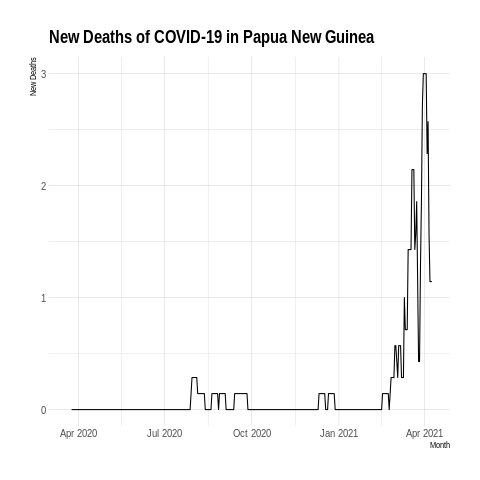 New Deaths of COVID-19 in Papua New Guinea
New Deaths
3
2
1
0
Apr 2020
Jul 2020
Oct 2020
Jan 2021
Apr 2021
Month